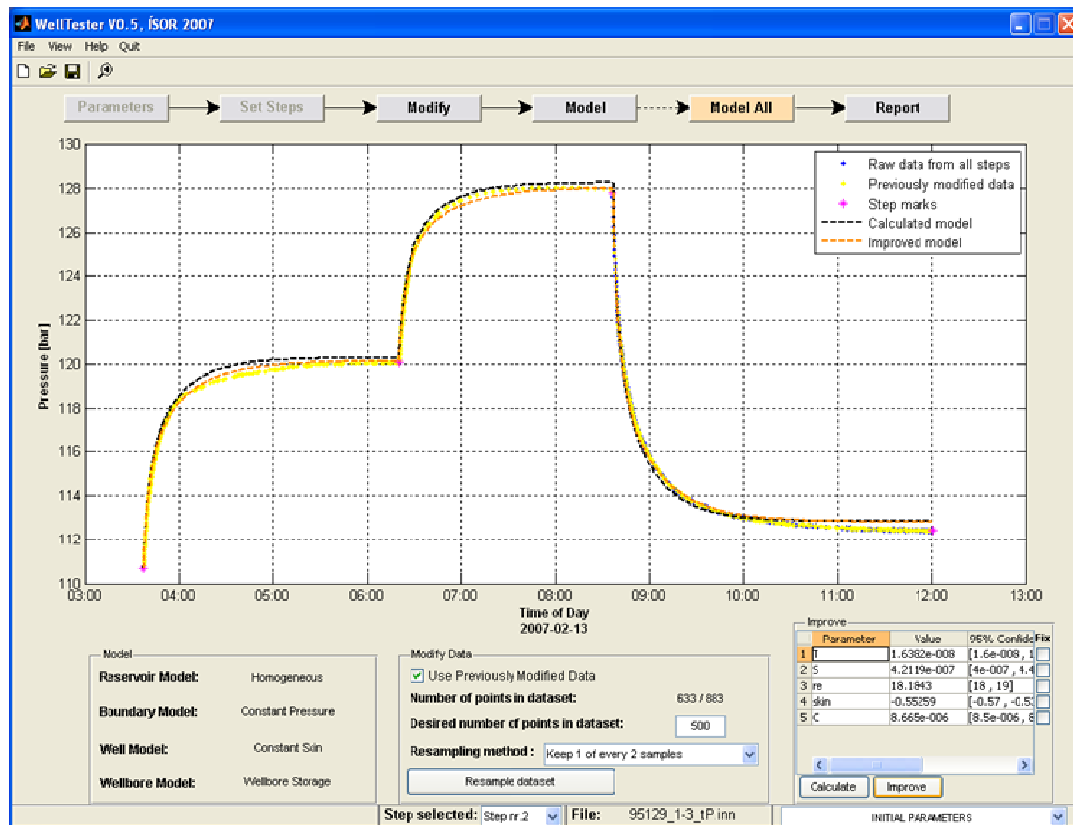 WellTester V0.5, ÍSOR 2007
File View Help Quit
Parameters Set Steps Modify Model Model All Report
130
128
126
124
122
120
118
116
114
112
110
Pressure [bar]
Raw data from all steps
Previously modified data
Step marks
Calculated model
Improved model
03:00 04:00 05:00 06:00 07:00 08:00 09:00 10:00 11:00 12:00 13:00
Time of Day
2007-02-13
Model
Reservoir Model: Homogeneous
Boundary Model: Constant Pressure
Well Model: Constant Skin
Wellbore Model: Wellbore Storage
Modify Data
Use Previously Modified Data
Number of points in dataset: 633 / 883
Desired number of points in dataset: 500
Resampling method : Keep 1 of every 2 samples
Resample dataset
Improve
Parameter Value 95% Confide Fix
1 T 1.6382e-008 [1.6e-008 , 1
2 S 4.2119e-007 [4e-007 , 4.4
3 re 18.1843 [18 , 19]
4 skin -0.55259 [-0.57 , -0.53
5 C 8.665e-006 [8.5e-006 , 8
Calculate Improve
Step selected: Step nr.2 File: 95129_1-3_tP.inn INITIAL PARAMETERS